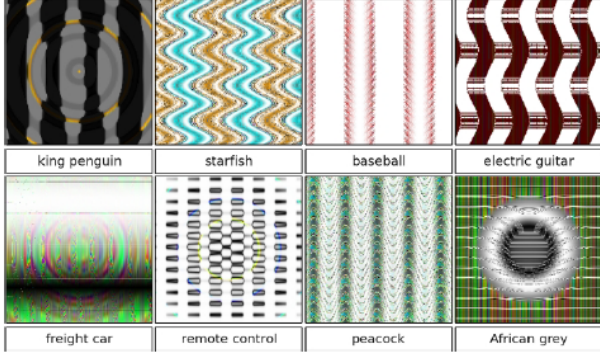 king penguin
starfish
baseball
electric guitar
freight car
remote control
peacock
African grey